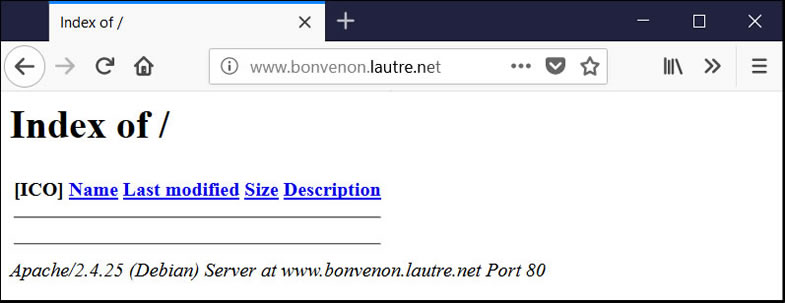 Index of /
www.bonvenon.lautre.net
Index of /
[ICO] Name Last modified Size Description
Apache/2.4.25 (Debian) Server at www.bonvenon.lautre.net Port 80